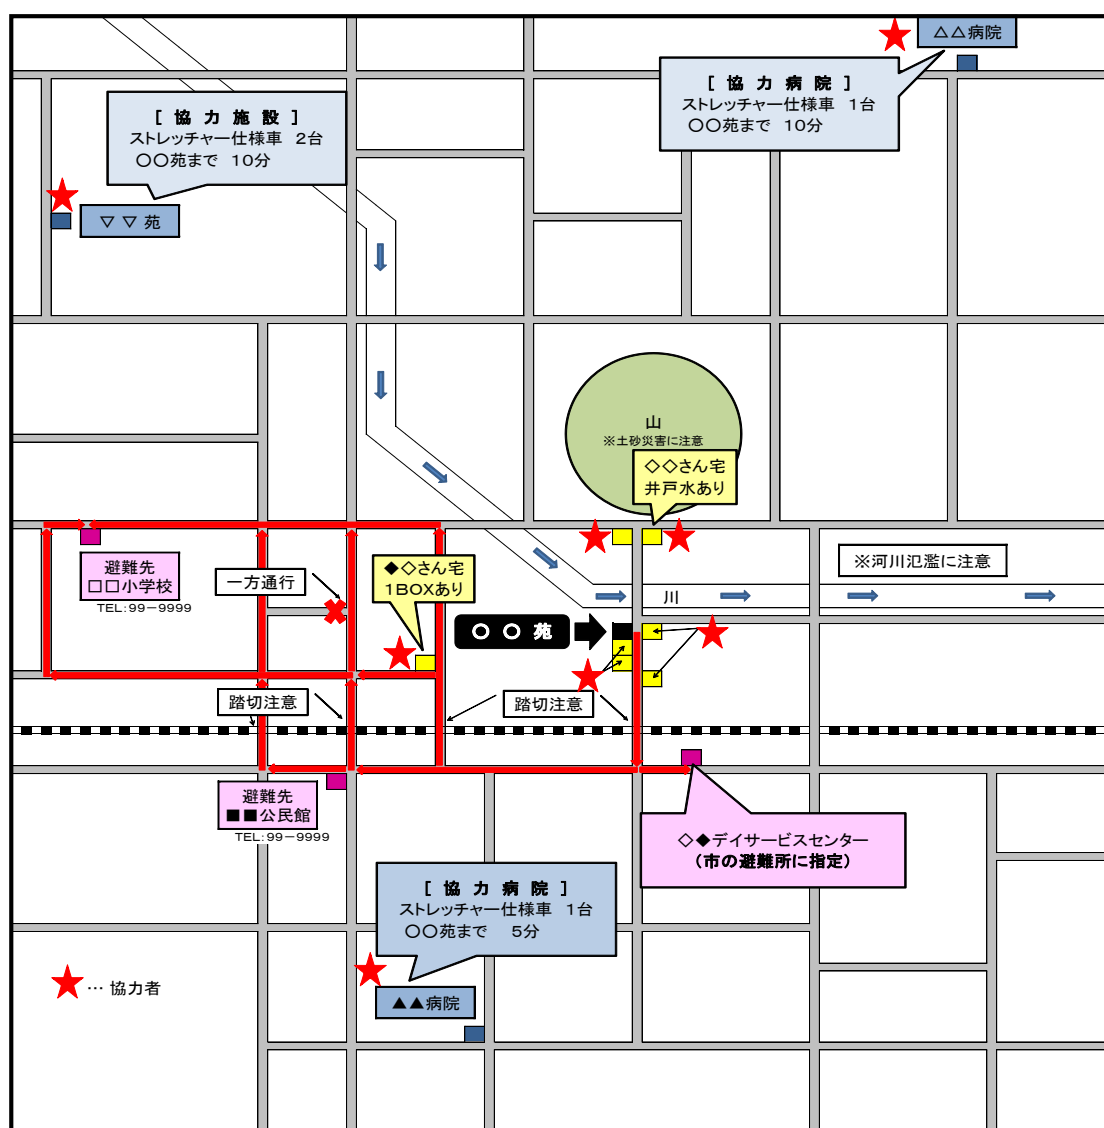 △△病院
[ 協 力 病 院 ]
ストレッチャー仕様車 1台
○○苑まで 10分
[ 協 力 施 設 ]
ストレッチャー仕様車 2台
○○苑まで 10分
▽ ▽ 苑
山
※土砂災害に注意
◇◇さん宅
井戸水あり
※河川氾濫に注意
避難先
□□小学校
TEL:99-9999
一方通行
◆◇さん宅
1BOXあり
川
○ ○ 苑
踏切注意
踏切注意
避難先
■■公民館
TEL:99-9999
◇◆デイサービスセンター
(市の避難所に指定)
[ 協 力 病 院 ]
ストレッチャー仕様車 1台
○○苑まで 5分
▲▲病院
… 協力者